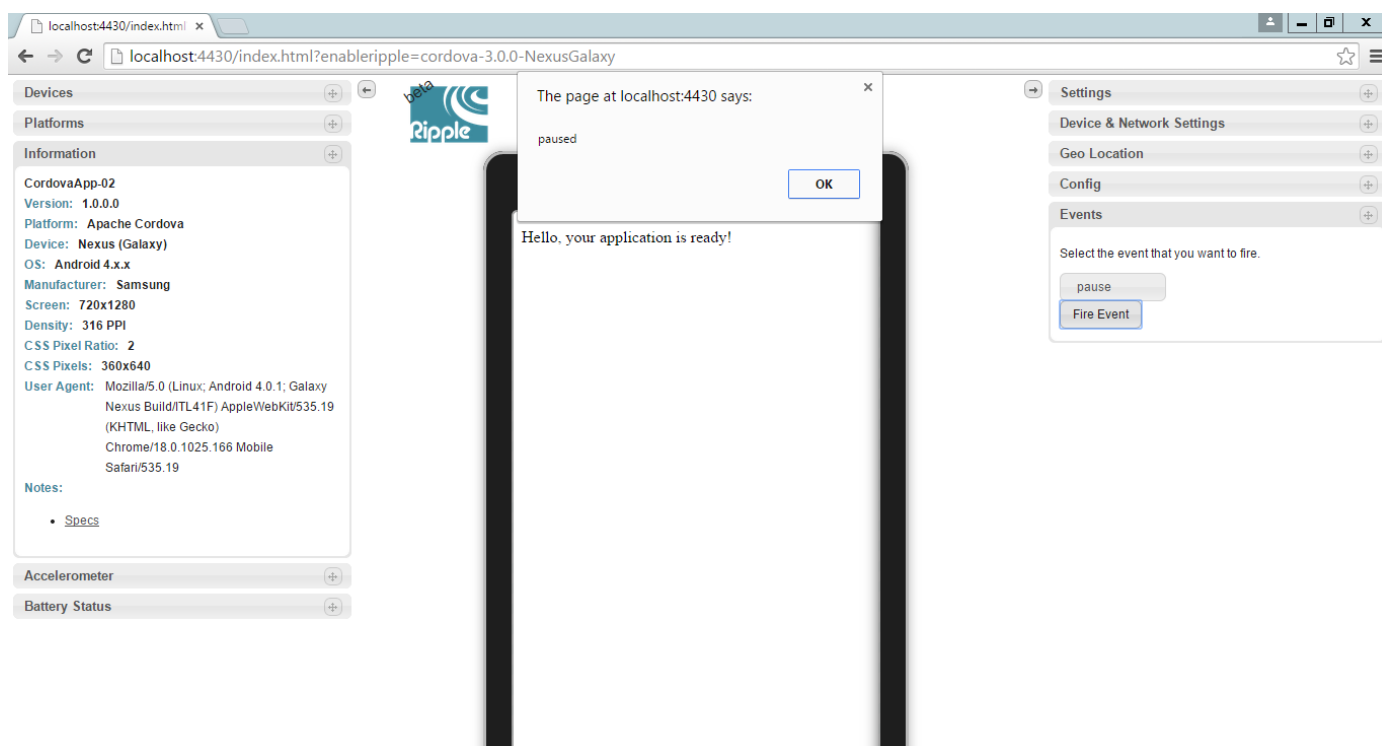 localhost:4430/index.html
localhost:4430/index.html?enableripple=cordova-3.0.0-NexusGalaxy
Devices
Platforms
Information
CordovaApp-02
Version: 1.0.0.0
Platform: Apache Cordova
Device: Nexus (Galaxy)
OS: Android 4.x.x
Manufacturer: Samsung
Screen: 720x1280
Density: 316 PPI
CSS Pixel Ratio: 2
CSS Pixels: 360x640
User Agent: Mozilla/5.0 (Linux; Android 4.0.1; Galaxy
Nexus Build/ITL41F) AppleWebKit/535.19
(KHTML, like Gecko)
Chrome/18.0.1025.166 Mobile
Safari/535.19
Notes:
• Specs
Accelerometer
Battery Status
beta
Ripple
The page at localhost:4430 says:
paused
OK
Hello, your application is ready!
Settings
Device & Network Settings
Geo Location
Config
Events
Select the event that you want to fire.
pause
Fire Event